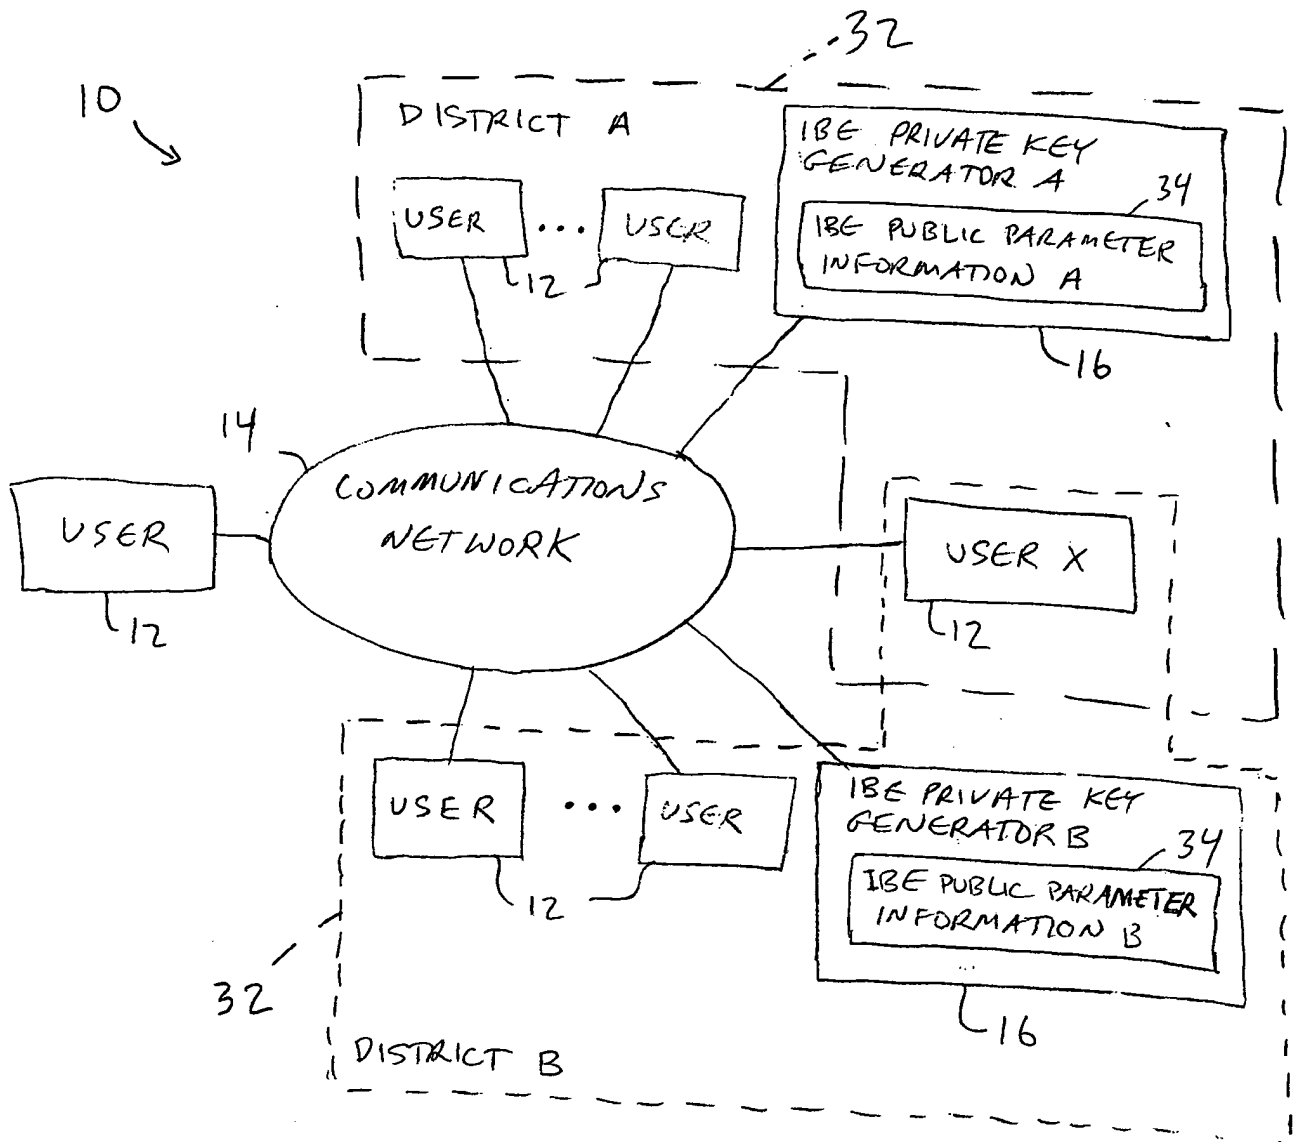 32
10
DISTRICT A
IBE PRIVATE KEY
GENERATOR A
34
IBE PUBLIC PARAMETER
INFORMATION A
USER
...
USER
12
16
14
COMMUNICATIONS
NETWORK
USER
12
USER X
12
USER
...
USER
12
IBE PRIVATE KEY
GENERATOR B
34
IBE PUBLIC PARAMETER
INFORMATION B
16
32
DISTRICT B